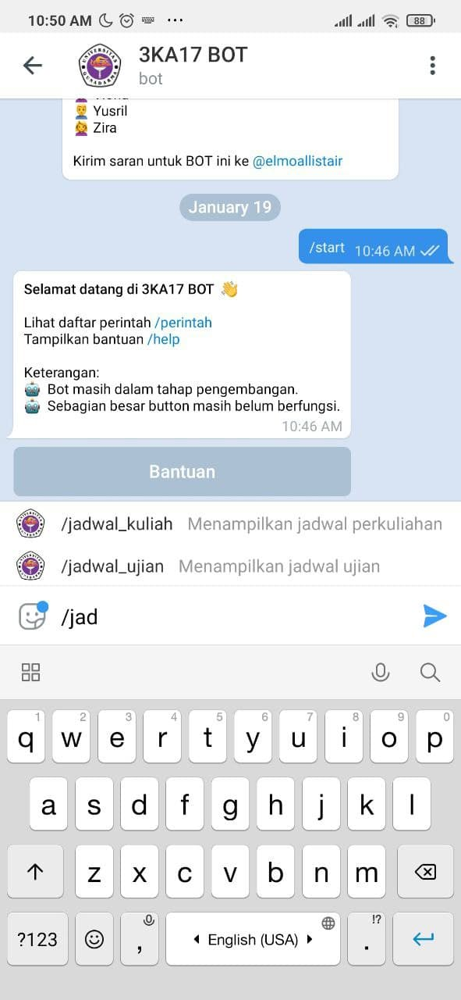 10:50 AM
88
3KA17 BOT
bot
Yusril
Zira
Kirim saran untuk BOT ini ke @elmoallistair
January 19
/start 10:46 AM
Selamat datang di 3KA17 BOT
Lihat daftar perintah /perintah
Tampilkan bantuan /help
Keterangan:
Bot masih dalam tahap pengembangan.
Sebagian besar button masih belum berfungsi.
10:46 AM
Bantuan
/jadwal_kuliah Menampilkan jadwal perkuliahan
/jadwal_ujian Menampilkan jadwal ujian
/jad
1 2 3 4 5 6 7 8 9 0
q w e r t y u i o p
a s d f g h j k l
z x c v b n m
!?
?123 , English (USA) .